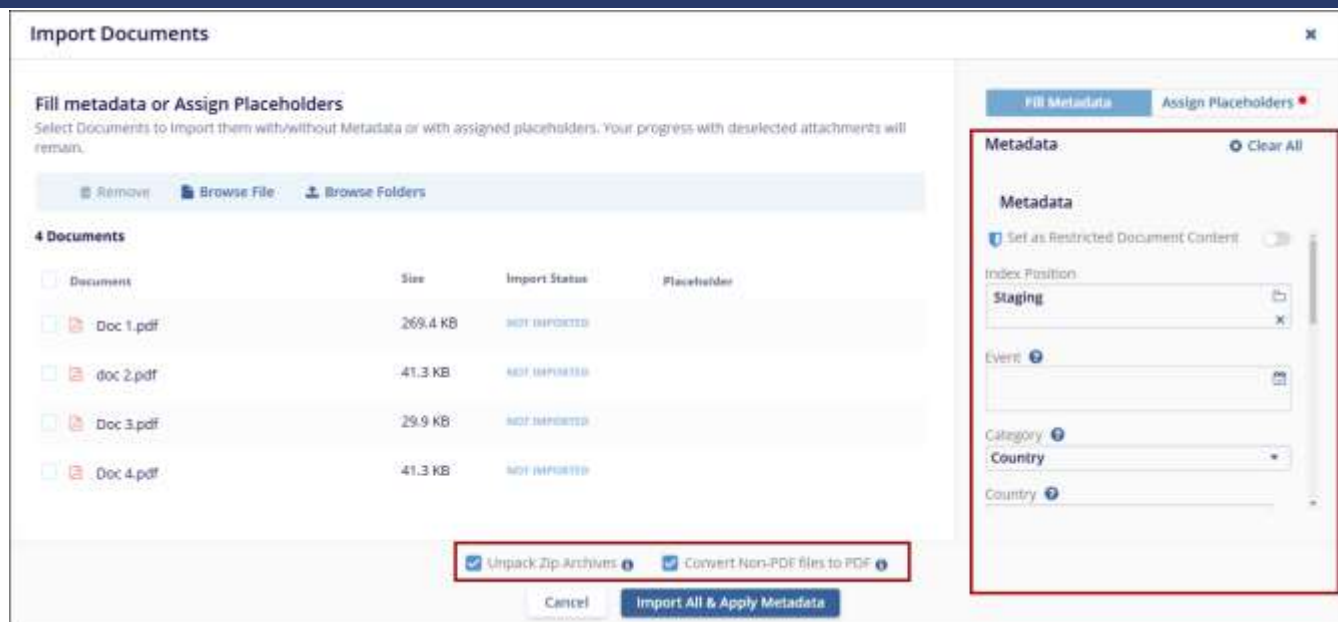 Import Documents
Fill metadata or Assign Placeholders
Select Documents to Import them with/without Metadata or with assigned placeholders. Your progress with deselected attachments will
remain.
Remove Browse File Browse Folders
4 Documents
Document Size Import Status Placeholder
Doc 1.pdf 269.4 KB NOT IMPORTED
doc 2.pdf 41.3 KB NOT IMPORTED
Doc 3.pdf 29.9 KB NOT IMPORTED
Doc 4.pdf 41.3 KB NOT IMPORTED
Fill Metadata Assign Placeholders
Metadata Clear All
Metadata
Set as Restricted Document Content
Index Position
Staging
Event
Category
Country
Country
Unpack Zip Archives Convert Non-PDF files to PDF
Cancel Import All & Apply Metadata